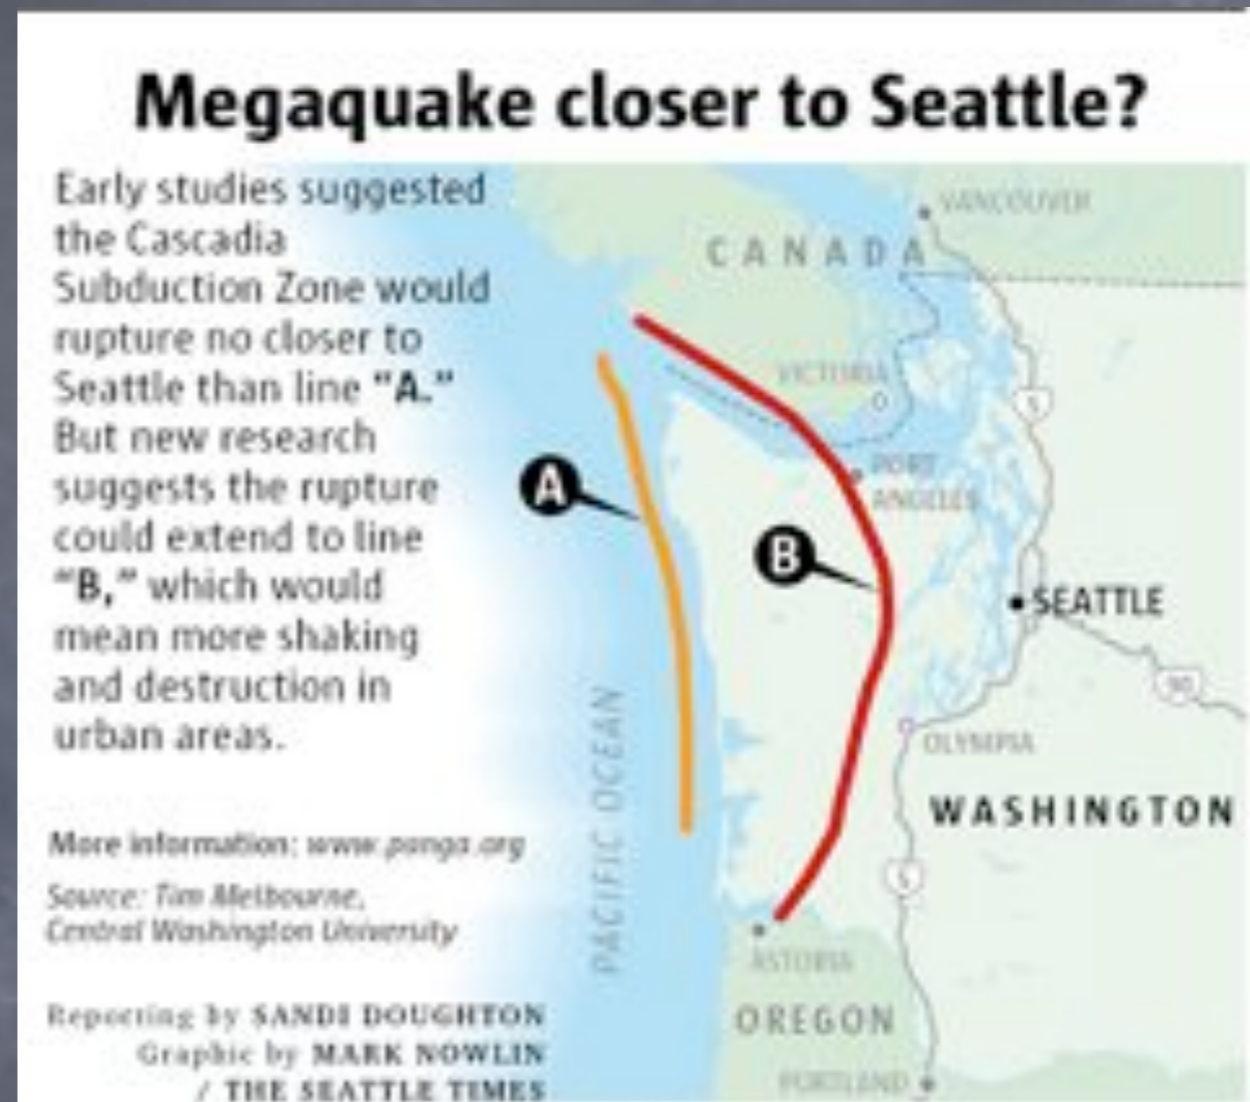 Megaquake closer to Seattle?
Early studies suggested
the Cascadia
Subduction Zone would
rupture no closer to
Seattle than line "A."
But new research
suggests the rupture
could extend to line
"B," which would
mean more shaking
and destruction in
urban areas.
More information: www.panga.org
Source: Tim Melbourne,
Central Washington University
Reporting by SANDI DOUGHTON
Graphic by MARK NOWLIN
/ THE SEATTLE TIMES
VANCOUVER
CANADA
VICTORIA
5
A
PORT
ANGELES
B
SEATTLE
90
OLYMPIA
WASHINGTON
PACIFIC OCEAN
5
ASTORIA
OREGON
PORTLAND